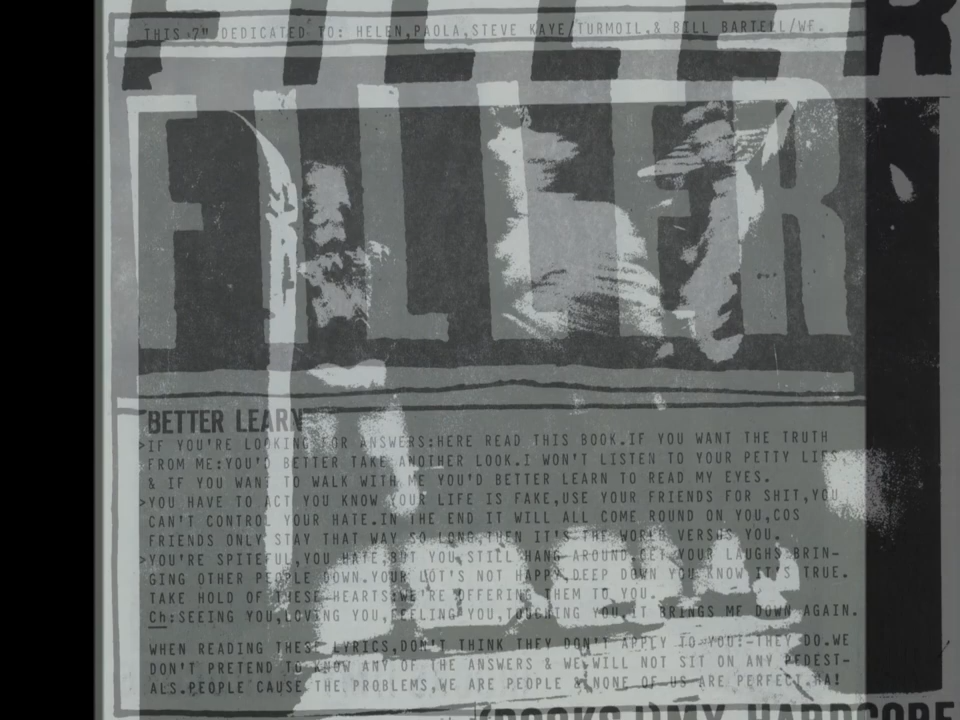 THIS 7" DEDICATED TO: HELEN,PAOLA,STEVE KAYE/TURMOIL,& BILL BARTELL/WF.
FILLER
FILLER
BETTER LEARN
>IF YOU'RE LOOKING FOR ANSWERS:HERE READ THIS BOOK.IF YOU WANT THE TRUTH
FROM ME:YOU'D BETTER TAKE ANOTHER LOOK.I WON'T LISTEN TO YOUR PETTY LIES
& IF YOU WANT TO WALK WITH ME YOU'D BETTER LEARN TO READ MY EYES.
>YOU HAVE TO ACT YOU KNOW YOUR LIFE IS FAKE,USE YOUR FRIENDS FOR SHIT,YOU
CAN'T CONTROL YOUR HATE.IN THE END IT WILL ALL COME ROUND ON YOU,COS
FRIENDS ONLY STAY THAT WAY SO LONG,THEN IT'S THE WORLD VERSUS YOU.
>YOU'RE SPITEFUL,YOU HATE BUT YOU STILL HANG AROUND,GET YOUR LAUGHS BRIN-
GING OTHER PEOPLE DOWN.YOUR LOT'S NOT HAPPY,DEEP DOWN YOU KNOW IT'S TRUE.
TAKE HOLD OF THESE HEARTS:WE'RE OFFERING THEM TO YOU.
Ch:SEEING YOU,LOVING YOU,FEELING YOU,TOUCHING YOU,IT BRINGS ME DOWN AGAIN.
WHEN READING THESE LYRICS,DON'T THINK THEY DON'T APPLY TO YOU:-THEY DO.WE
DON'T PRETEND TO KNOW ANY OF THE ANSWERS & WE WILL NOT SIT ON ANY PEDEST-
ALS.PEOPLE CAUSE THE PROBLEMS,WE ARE PEOPLE & NONE OF US ARE PERFECT.HA!
MY HARDCORE